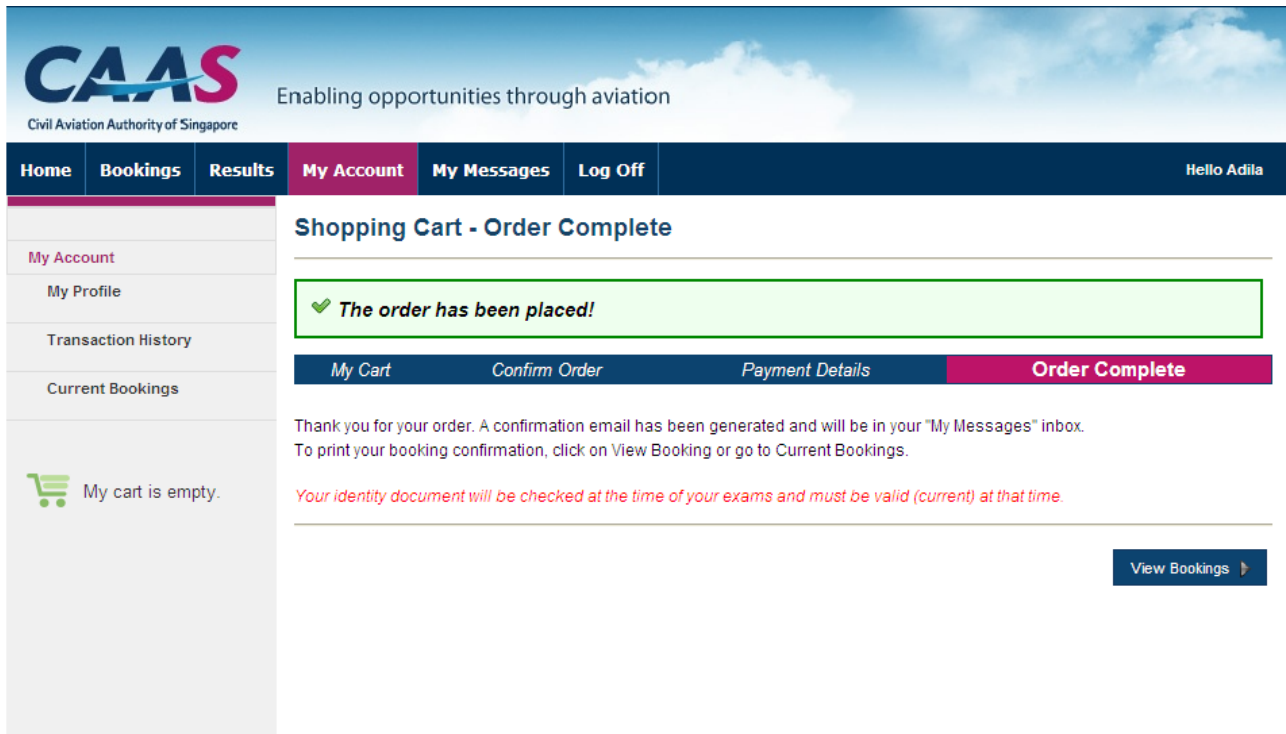 CAAS
Civil Aviation Authority of Singapore
Enabling opportunities through aviation
Home Bookings Results My Account My Messages Log Off Hello Adila
My Account
My Profile
Transaction History
Current Bookings
My cart is empty.
Shopping Cart - Order Complete
The order has been placed!
My Cart Confirm Order Payment Details Order Complete
Thank you for your order. A confirmation email has been generated and will be in your "My Messages" inbox.
To print your booking confirmation, click on View Booking or go to Current Bookings.
Your identity document will be checked at the time of your exams and must be valid (current) at that time.
View Bookings